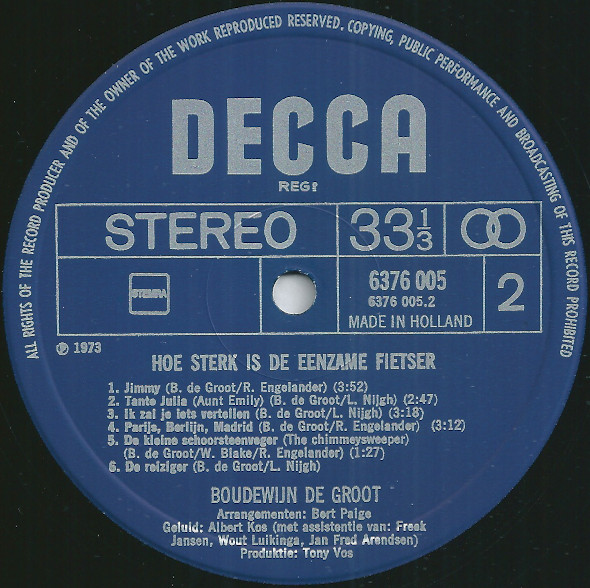 ALL RIGHTS OF THE RECORD PRODUCER AND OF THE OWNER OF THE WORK REPRODUCED RESERVED. COPYING, PUBLIC PERFORMANCE AND BROADCASTING OF THIS RECORD PROHIBITED
DECCA
REGD
STEREO 33⅓
STEMRA
6376 005
6376 005.2
MADE IN HOLLAND
2
℗ 1973
HOE STERK IS DE EENZAME FIETSER
1. Jimmy (B. de Groot/R. Engelander) (3:52)
2. Tante Julia (Aunt Emily) (B. de Groot/L. Nijgh) (2:47)
3. Ik zal je iets vertellen (B. de Groot/L. Nijgh) (3:18)
4. Parijs, Berlijn, Madrid (B. de Groot/R. Engelander) (3:12)
5. De kleine schoorsteenveger (The chimmeysweeper)
(B. de Groot/W. Blake/R. Engelander) (1:27)
6. De reiziger (B. de Groot/L. Nijgh)
BOUDEWIJN DE GROOT
Arrangementen: Bert Paige
Geluid: Albert Kos (met assistentie van: Freak
Jansen, Wout Luikinga, Jan Fred Arendsen)
Produktie: Tony Vos